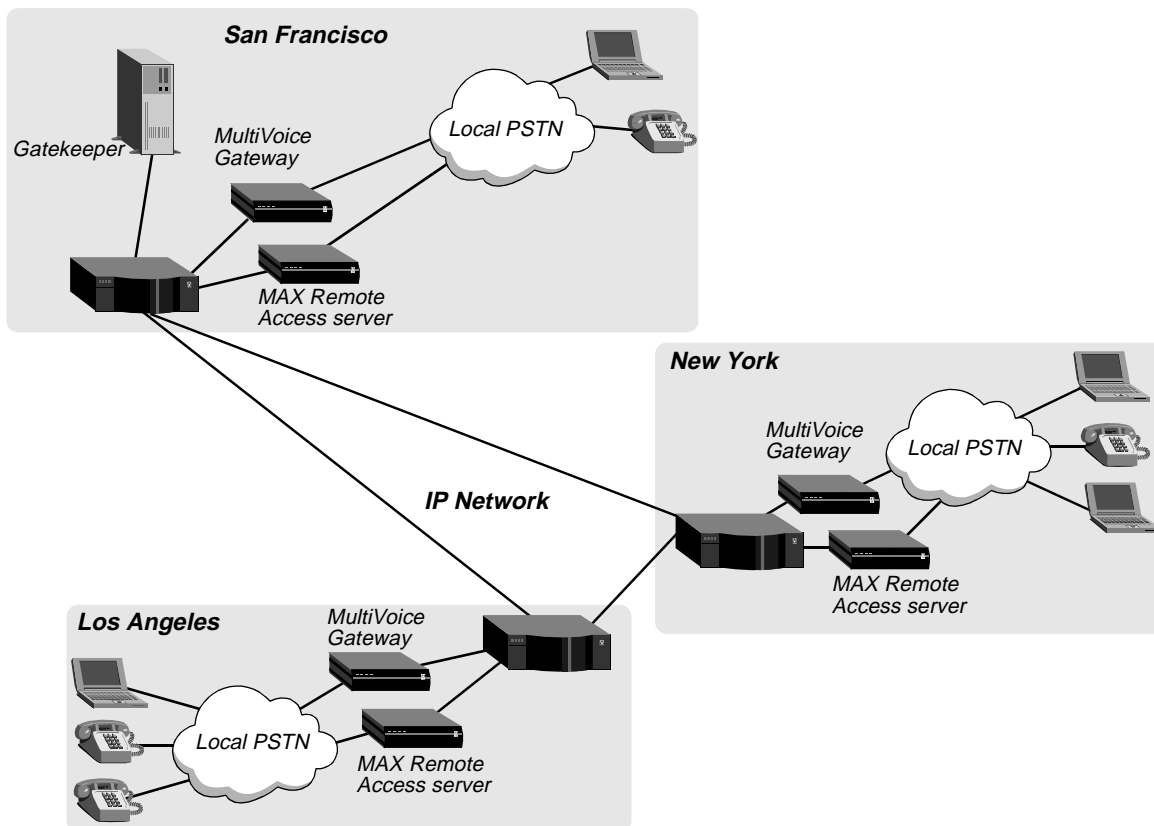 San Francisco
Gatekeeper
MultiVoice
Gateway
Local PSTN
MAX Remote
Access server
New York
MultiVoice
Gateway
Local PSTN
IP Network
MAX Remote
Access server
Los Angeles
MultiVoice
Gateway
Local PSTN
MAX Remote
Access server